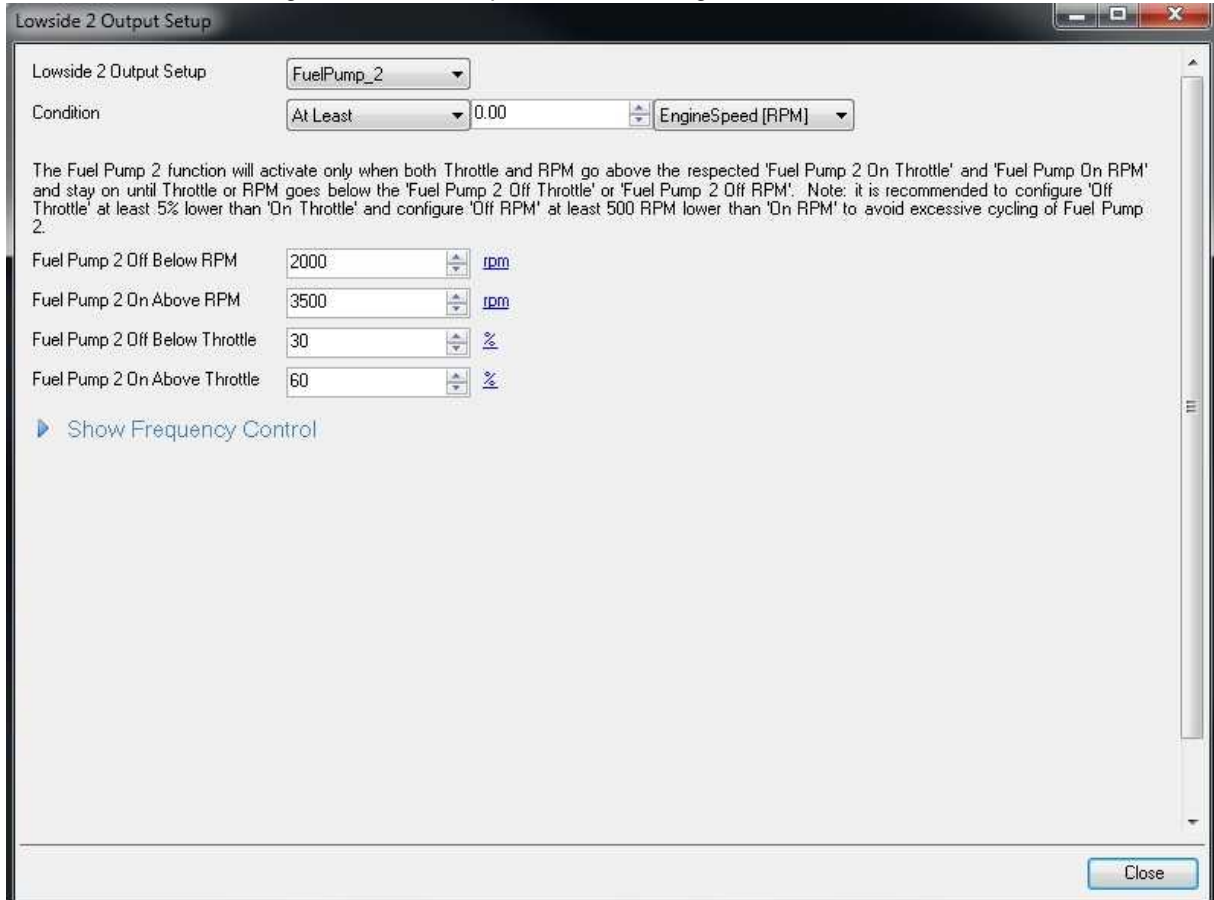 Lowside 2 Output Setup
Lowside 2 Output Setup FuelPump_2
Condition At Least 0.00 EngineSpeed [RPM]
The Fuel Pump 2 function will activate only when both Throttle and RPM go above the respected 'Fuel Pump 2 On Throttle' and 'Fuel Pump On RPM'
and stay on until Throttle or RPM goes below the 'Fuel Pump 2 Off Throttle' or 'Fuel Pump 2 Off RPM'. Note: it is recommended to configure 'Off
Throttle' at least 5% lower than 'On Throttle' and configure 'Off RPM' at least 500 RPM lower than 'On RPM' to avoid excessive cycling of Fuel Pump
2.
Fuel Pump 2 Off Below RPM 2000 rpm
Fuel Pump 2 On Above RPM 3500 rpm
Fuel Pump 2 Off Below Throttle 30 %
Fuel Pump 2 On Above Throttle 60 %
Show Frequency Control
Close